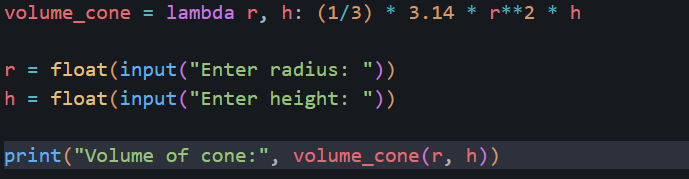 volume_cone = lambda r, h: (1/3) * 3.14 * r**2 * h
r = float(input("Enter radius: "))
h = float(input("Enter height: "))
print("Volume of cone:", volume_cone(r, h))